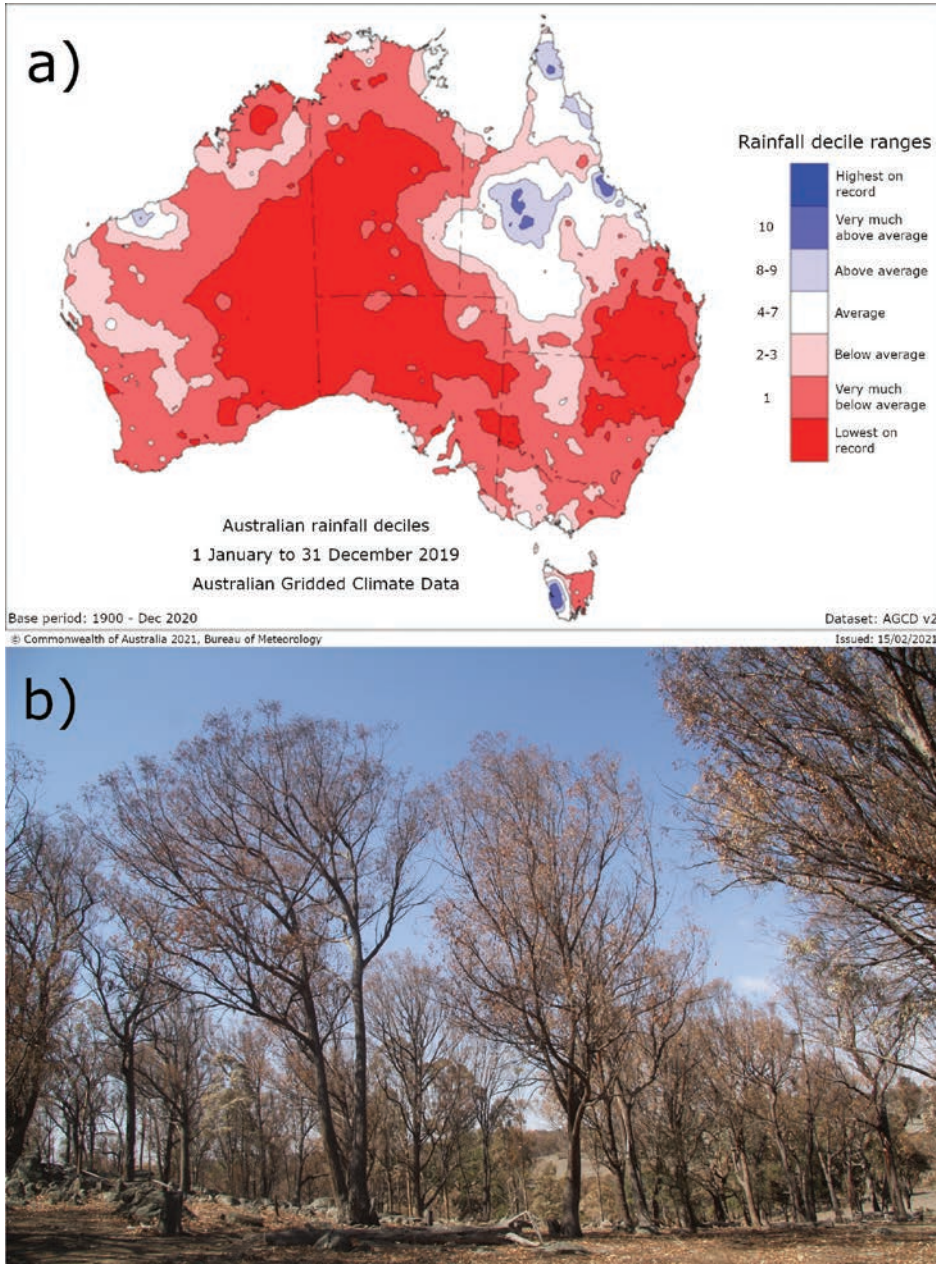 a)
Rainfall decile ranges
Highest on
record
10
Very much
above average
8-9
Above average
4-7
Average
2-3
Below average
1
Very much
below average
Lowest on
record
Australian rainfall deciles
1 January to 31 December 2019
Australian Gridded Climate Data
Base period: 1900 - Dec 2020
Dataset: AGCD v2
© Commonwealth of Australia 2021, Bureau of Meteorology
Issued: 15/02/2021
b)